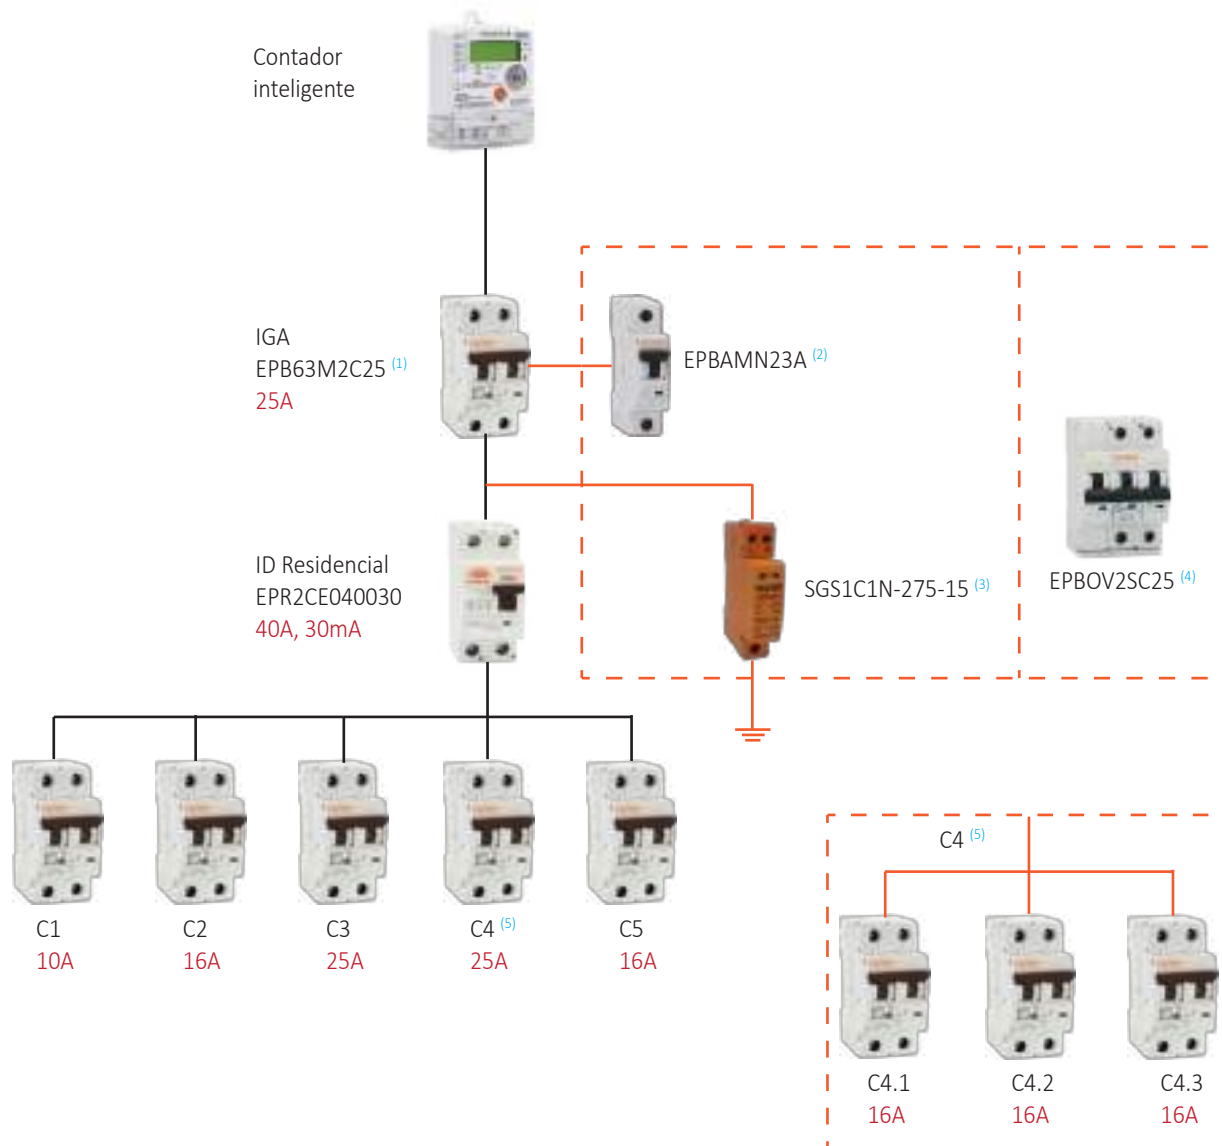 Contador
inteligente
IGA
EPB63M2C25 (1)
25A
EPBAMN23A (2)
ID Residencial
EPR2CE040030
40A, 30mA
SGS1C1N-275-15 (3)
EPBOV2SC25 (4)
C1
10A
C2
16A
C3
25A
C4 (5)
25A
C5
16A
C4 (5)
C4.1
16A
C4.2
16A
C4.3
16A